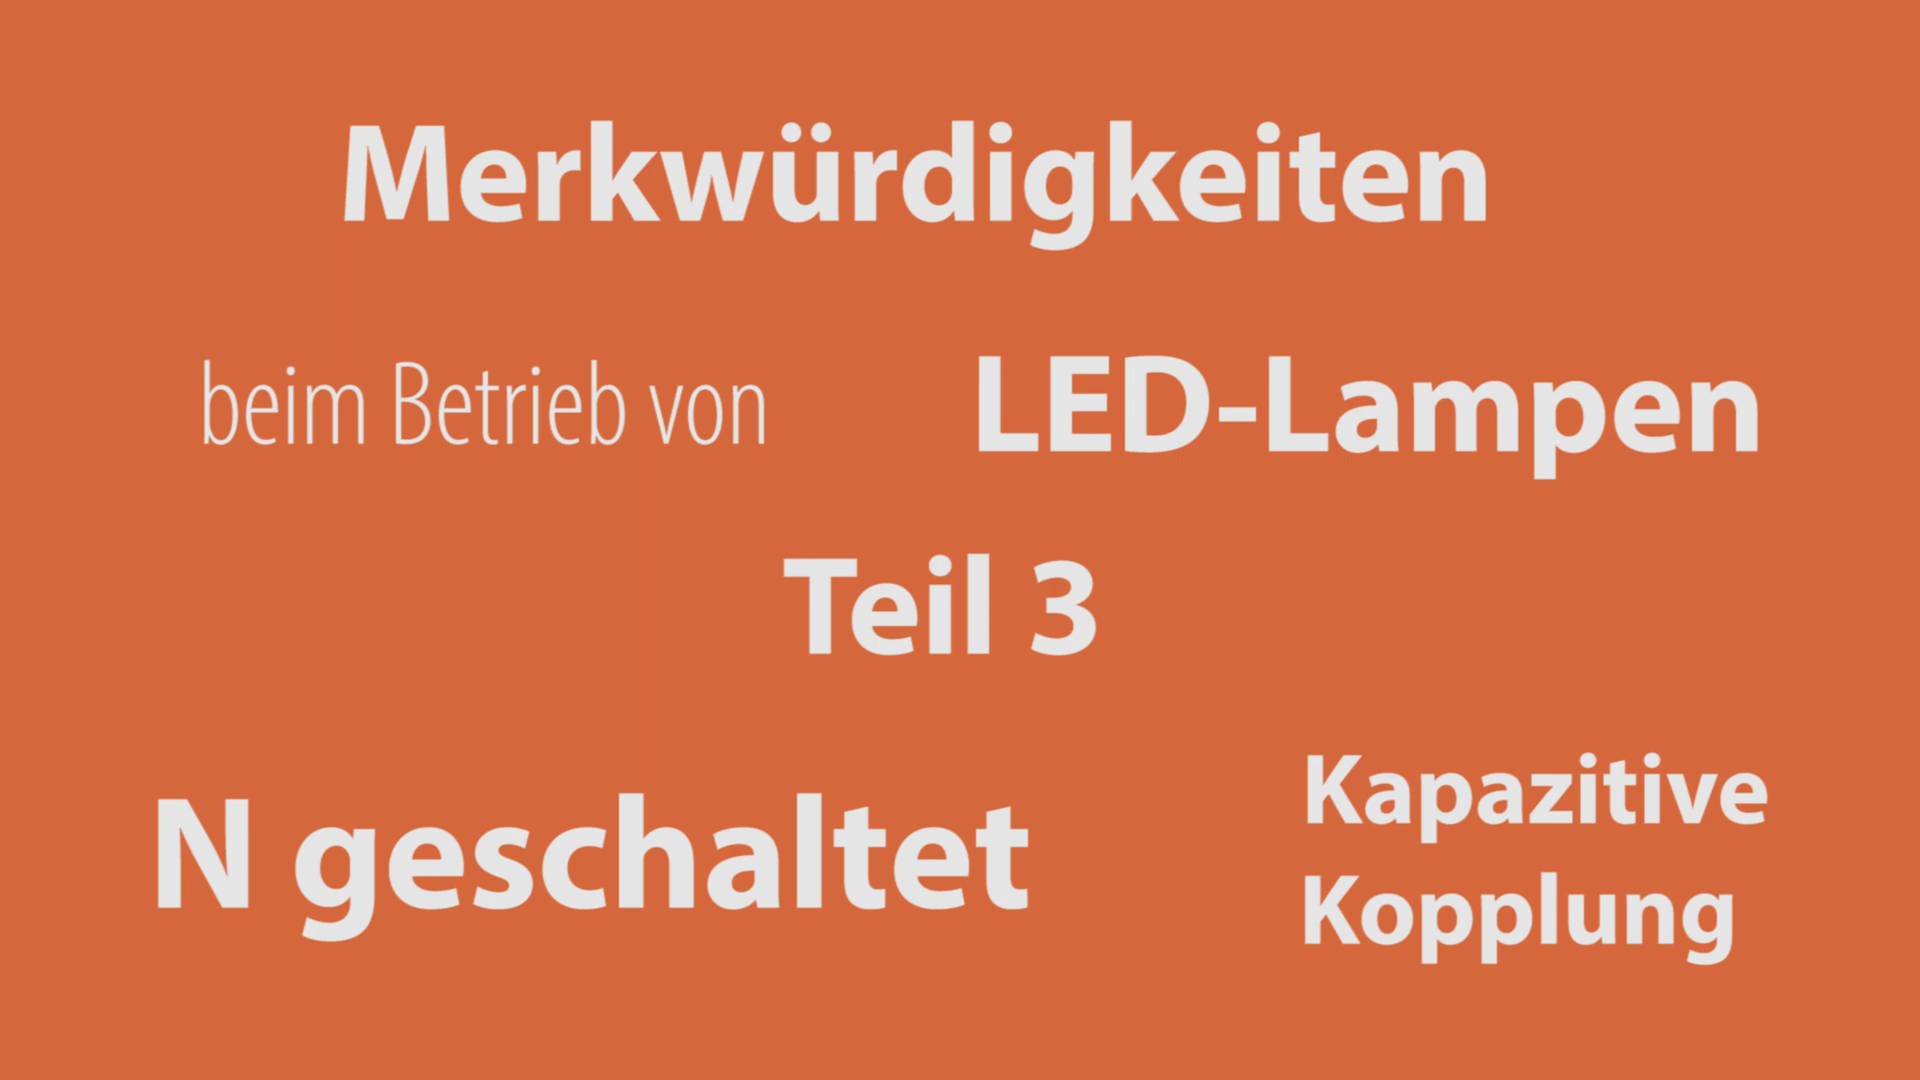 Merkwürdigkeiten
beim Betrieb von LED-Lampen
Teil 3
N geschaltet
Kapazitive
Kopplung